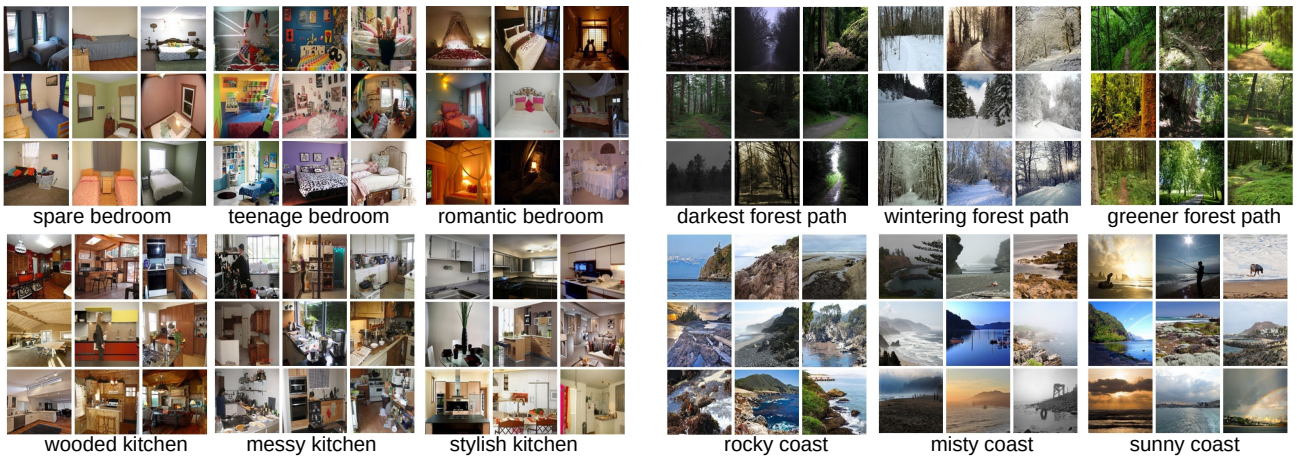 spare bedroom
teenage bedroom
romantic bedroom
darkest forest path
wintering forest path
greener forest path
wooded kitchen
messy kitchen
stylish kitchen
rocky coast
misty coast
sunny coast